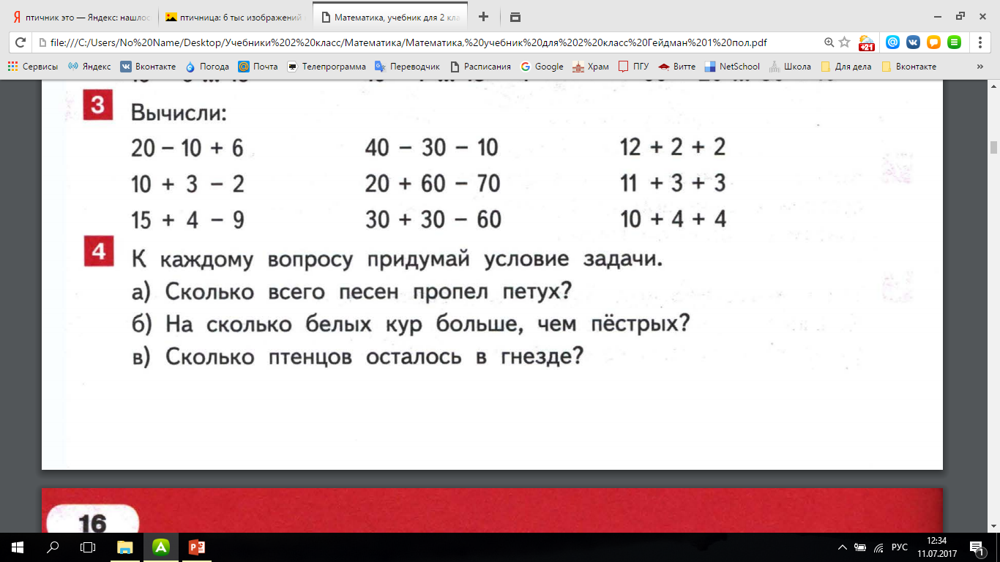 птичник это — Яндекс: нашлос
птичница: 6 тыс изображений
Математика, учебник для 2 кла
file:///C:/Users/No%20Name/Desktop/Учебники%202%20класс/Математика/Математика,%20учебник%20для%202%20класс%20Гейдман%201%20пол.pdf
+21
Сервисы Яндекс Вконтакте Погода Почта Телепрограмма Переводчик Расписания Google Храм ПГУ Витте NetSchool Школа Для дела Вконтакте »
3 Вычисли:
20 – 10 + 6 40 – 30 – 10 12 + 2 + 2
10 + 3 – 2 20 + 60 – 70 11 + 3 + 3
15 + 4 – 9 30 + 30 – 60 10 + 4 + 4
4 К каждому вопросу придумай условие задачи.
а) Сколько всего песен пропел петух?
б) На сколько белых кур больше, чем пёстрых?
в) Сколько птенцов осталось в гнезде?
16
РУС
12:34
11.07.2017
1